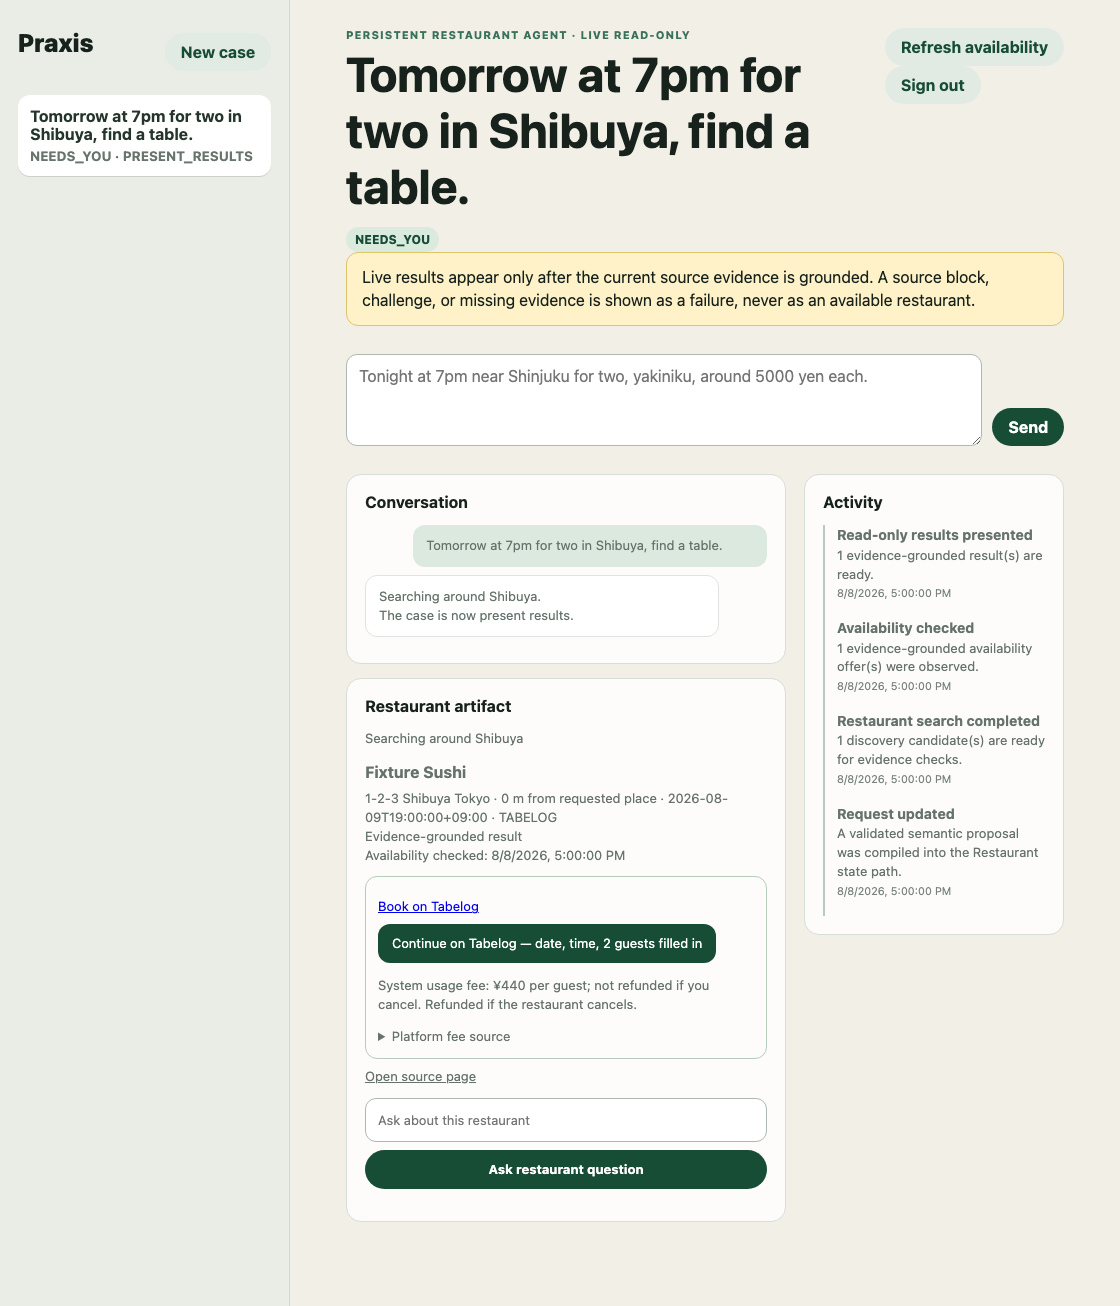 Praxis
New case
Tomorrow at 7pm for two in
Shibuya, find a table.
NEEDS_YOU · PRESENT_RESULTS
PERSISTENT RESTAURANT AGENT · LIVE READ-ONLY
Tomorrow at 7pm for
two in Shibuya, find a
table.
Refresh availability
Sign out
NEEDS_YOU
Live results appear only after the current source evidence is grounded. A source block,
challenge, or missing evidence is shown as a failure, never as an available restaurant.
Tonight at 7pm near Shinjuku for two, yakiniku, around 5000 yen each.
Send
Conversation
Tomorrow at 7pm for two in Shibuya, find a table.
Searching around Shibuya.
The case is now present results.
Restaurant artifact
Searching around Shibuya
Fixture Sushi
1-2-3 Shibuya Tokyo · 0 m from requested place · 2026-08-
09T19:00:00+09:00 · TABELOG
Evidence-grounded result
Availability checked: 8/8/2026, 5:00:00 PM
Book on Tabelog
Continue on Tabelog — date, time, 2 guests filled in
System usage fee: ¥440 per guest; not refunded if you
cancel. Refunded if the restaurant cancels.
Platform fee source
Open source page
Ask about this restaurant
Ask restaurant question
Activity
Read-only results presented
1 evidence-grounded result(s) are
ready.
8/8/2026, 5:00:00 PM
Availability checked
1 evidence-grounded availability
offer(s) were observed.
8/8/2026, 5:00:00 PM
Restaurant search completed
1 discovery candidate(s) are ready
for evidence checks.
8/8/2026, 5:00:00 PM
Request updated
A validated semantic proposal
was compiled into the Restaurant
state path.
8/8/2026, 5:00:00 PM